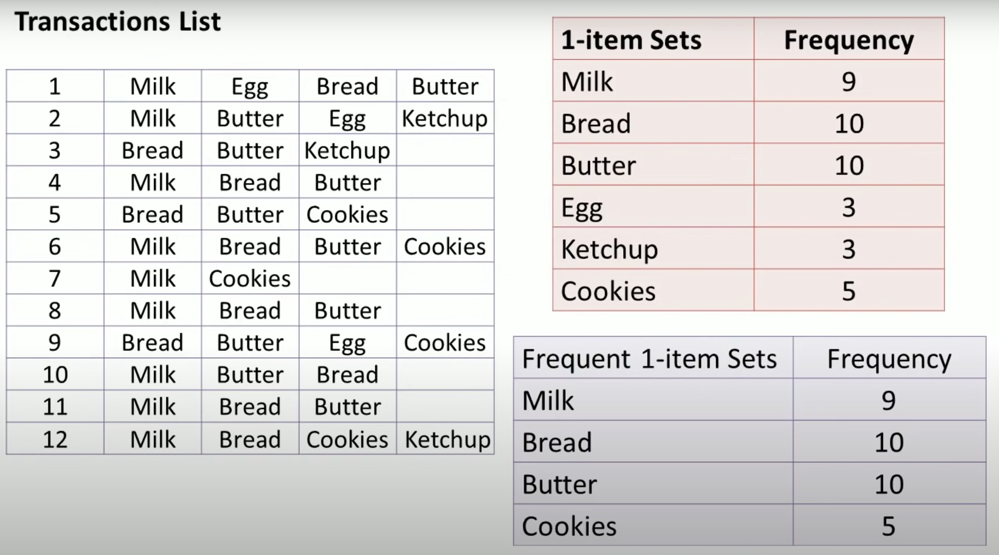 Transactions List
1 Milk Egg Bread Butter
2 Milk Butter Egg Ketchup
3 Bread Butter Ketchup
4 Milk Bread Butter
5 Bread Butter Cookies
6 Milk Bread Butter Cookies
7 Milk Cookies
8 Milk Bread Butter
9 Bread Butter Egg Cookies
10 Milk Butter Bread
11 Milk Bread Butter
12 Milk Bread Cookies Ketchup
1-item Sets Frequency
Milk 9
Bread 10
Butter 10
Egg 3
Ketchup 3
Cookies 5
Frequent 1-item Sets Frequency
Milk 9
Bread 10
Butter 10
Cookies 5